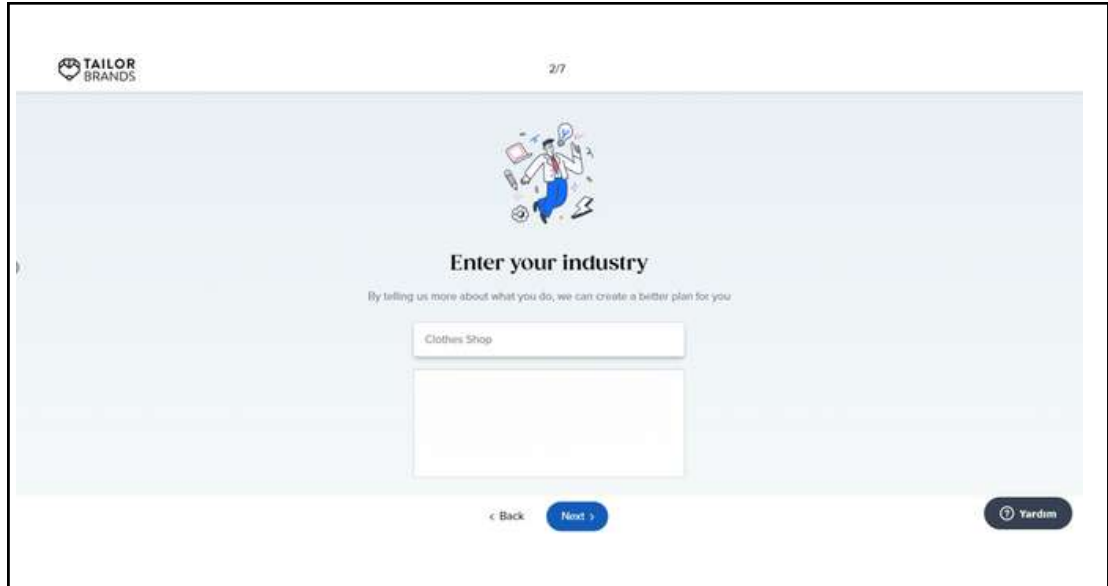 TAILOR
BRANDS
2/7
Enter your industry
By telling us more about what you do, we can create a better plan for you
Clothes Shop
< Back
Next >
? Yardım